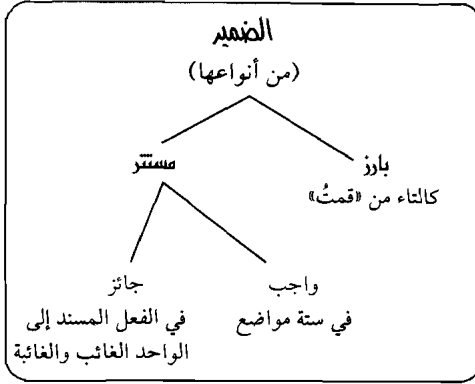 الضمير
(من أنواعها)
بارز
مستتر
كالتاء من «قمتُ»
واجب
جائز
في ستة مواضع
في الفعل المسند إلى
الواحد الغائب والغائبة